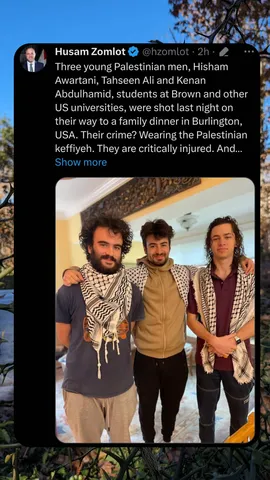 Husam Zomlot @hzomlot · 2h
Three young Palestinian men, Hisham
Awartani, Tahseen Ali and Kenan
Abdulhamid, students at Brown and other
US universities, were shot last night on
their way to a family dinner in Burlington,
USA. Their crime? Wearing the Palestinian
keffiyeh. They are critically injured. And...
Show more